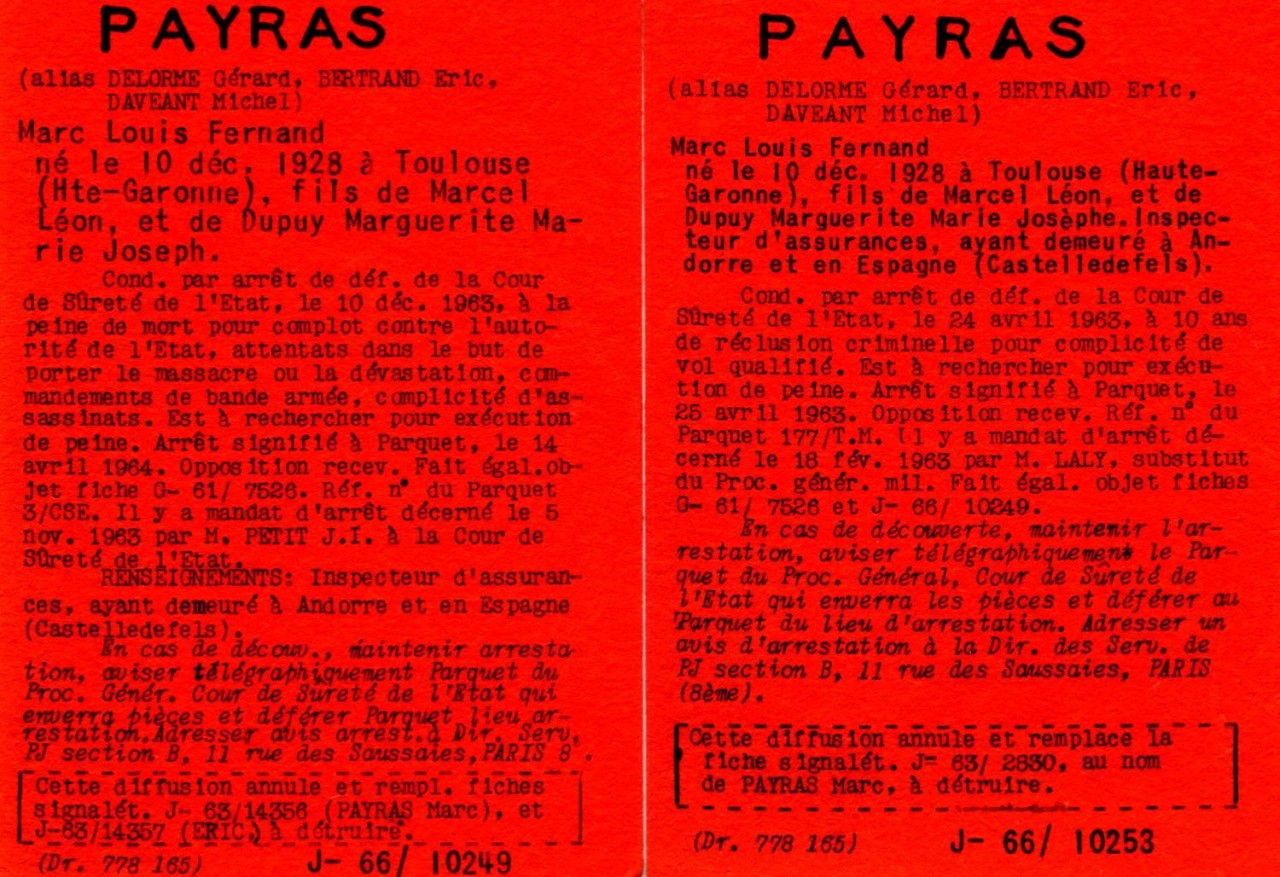 PAYRAS
(alias DELORME Gérard, BERTRAND Eric,
DAVEANT Michel)
Marc Louis Fernand
né le 10 déc. 1928 à Toulouse
(Hte-Garonne), fils de Marcel
Léon, et de Dupuy Marguerite Ma-
rie Joseph.
Cond. par arrêt de déf. de la Cour
de Sûreté de l'Etat, le 10 déc. 1963, à la
peine de mort pour complot contre l'auto-
rité de l'Etat, attentats dans le but de
porter le massacre ou la dévastation, com-
mandements de bande armée, complicité d'as-
sassinats. Est à rechercher pour exécution
de peine. Arrêt signifié à Parquet, le 14
avril 1964. Opposition recev. Fait égal.ob-
jet fiche G- 61/ 7526. Réf. n° du Parquet
3/CSE. Il y a mandat d'arrêt décerné le 5
nov. 1963 par M. PETIT J.I. à la Cour de
Sûreté de l'Etat.
RENSEIGNEMENTS: Inspecteur d'assuran-
ces, ayant demeuré à Andorre et en Espagne
(Castelledefels).
En cas de découv., maintenir arresta-
tion, aviser télégraphiquement Parquet du
Proc. Génér. Cour de Sûreté de l'Etat qui
enverra pièces et déférer Parquet lieu ar-
restation.Adresser avis arrest.à Dir. Serv.
PJ section B, 11 rue des Saussaies,PARIS 8°.
Cette diffusion annule et rempl. fiches
signalét. J- 63/14356 (PAYRAS Marc), et
J-63/14357 (ERIC,) à détruire.
(Dr. 778 165) J- 66/ 10249
PAYRAS
(alias DELORME Gérard, BERTRAND Eric,
DAVEANT Michel)
Marc Louis Fernand
né le 10 déc. 1928 à Toulouse (Haute-
Garonne), fils de Marcel Léon, et de
Dupuy Marguerite Marie Josèphe.Inspec-
teur d'assurances, ayant demeuré à An-
dorre et en Espagne (Castelledefels).
Cond. par arrêt de déf. de la Cour de
Sûreté de l'Etat, le 24 avril 1963, à 10 ans
de réclusion criminelle pour complicité de
vol qualifié. Est à rechercher pour exécu-
tion de peine. Arrêt signifié à Parquet, le
25 avril 1963. Opposition recev. Réf. n° du
Parquet 177/T.M. Il y a mandat d'arrêt dé-
cerné le 18 fév. 1963 par M. LALY, substitut
du Proc. génér. mil. Fait égal. objet fiches
G- 61/ 7526 et J- 66/ 10249.
En cas de découverte, maintenir l'ar-
restation, aviser télégraphiquement le Par-
quet du Proc. Général, Cour de Sûreté de
l'Etat qui enverra les pièces et déférer au
Parquet du lieu d'arrestation. Adresser un
avis d'arrestation à la Dir. des Serv. de
PJ section B, 11 rue des Saussaies, PARIS
(8ème).
Cette diffusion annule et remplace la
fiche signalét. J= 63/ 2830, au nom
de PAYRAS Marc, à détruire.
(Dr. 778 165) J- 66/ 10253